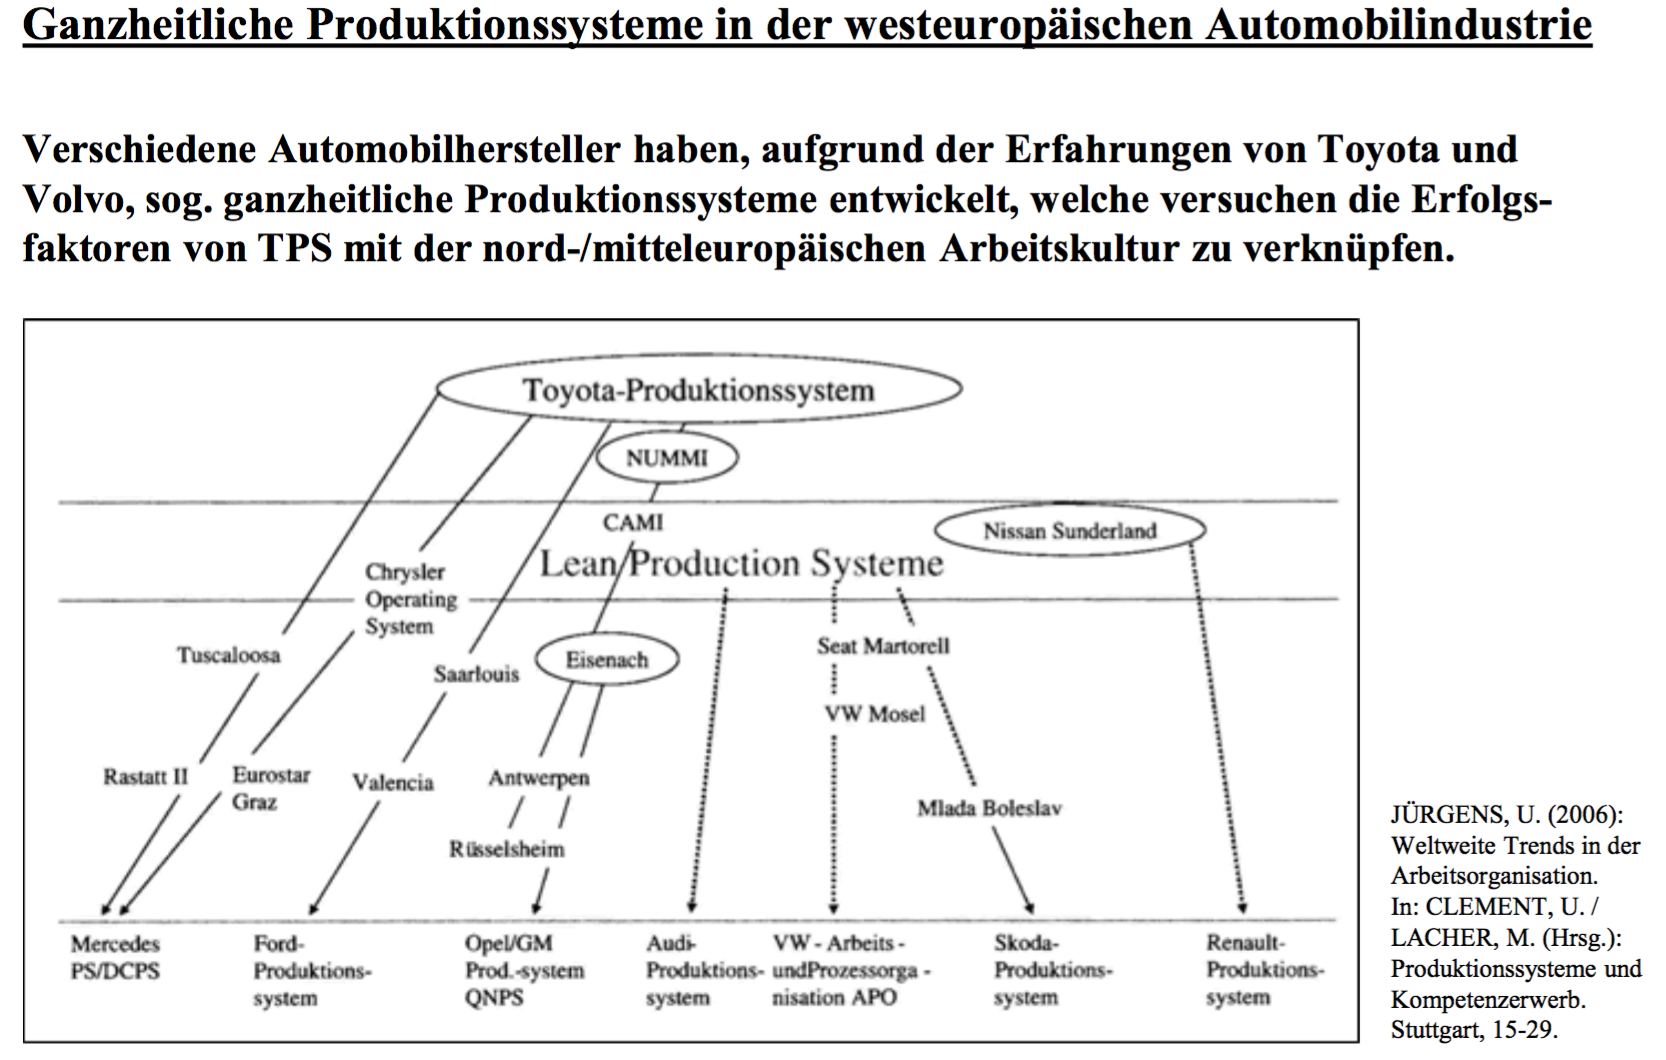 Ganzheitliche Produktionssysteme in der westeuropäischen Automobilindustrie
Verschiedene Automobilhersteller haben, aufgrund der Erfahrungen von Toyota und
Volvo, sog. ganzheitliche Produktionssysteme entwickelt, welche versuchen die Erfolgs-
faktoren von TPS mit der nord-/mitteleuropäischen Arbeitskultur zu verknüpfen.
Toyota-Produktionssystem
NUMMI
CAMI
Nissan Sunderland
Lean Production Systeme
Chrysler
Operating
System
Tuscaloosa
Saarlouis
Eisenach
Seat Martorell
VW Mosel
Rastatt II
Eurostar
Graz
Valencia
Antwerpen
Mlada Boleslav
Rüsselsheim
Mercedes
PS/DCPS
Ford-
Produktions-
system
Opel/GM
Prod.-system
QNPS
Audi-
Produktions-
system
VW - Arbeits -
undProzessorga -
nisation APO
Skoda-
Produktions-
system
Renault-
Produktions-
system
JÜRGENS, U. (2006):
Weltweite Trends in der
Arbeitsorganisation.
In: CLEMENT, U. /
LACHER, M. (Hrsg.):
Produktionssysteme und
Kompetenzerwerb.
Stuttgart, 15-29.